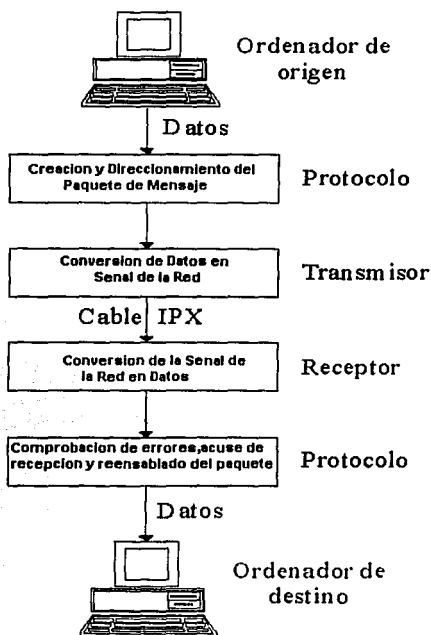 Ordenador de
origen
Datos
Creacion y Direccionamiento del
Paquete de Mensaje
Protocolo
Conversion de Datos en
Senal de la Red
Transmisor
Cable IPX
Conversion de la Senal de
la Red en Datos
Receptor
Comprobacion de errores,acuse de
recepcion y reensablado del paquete
Protocolo
Datos
Ordenador de
destino